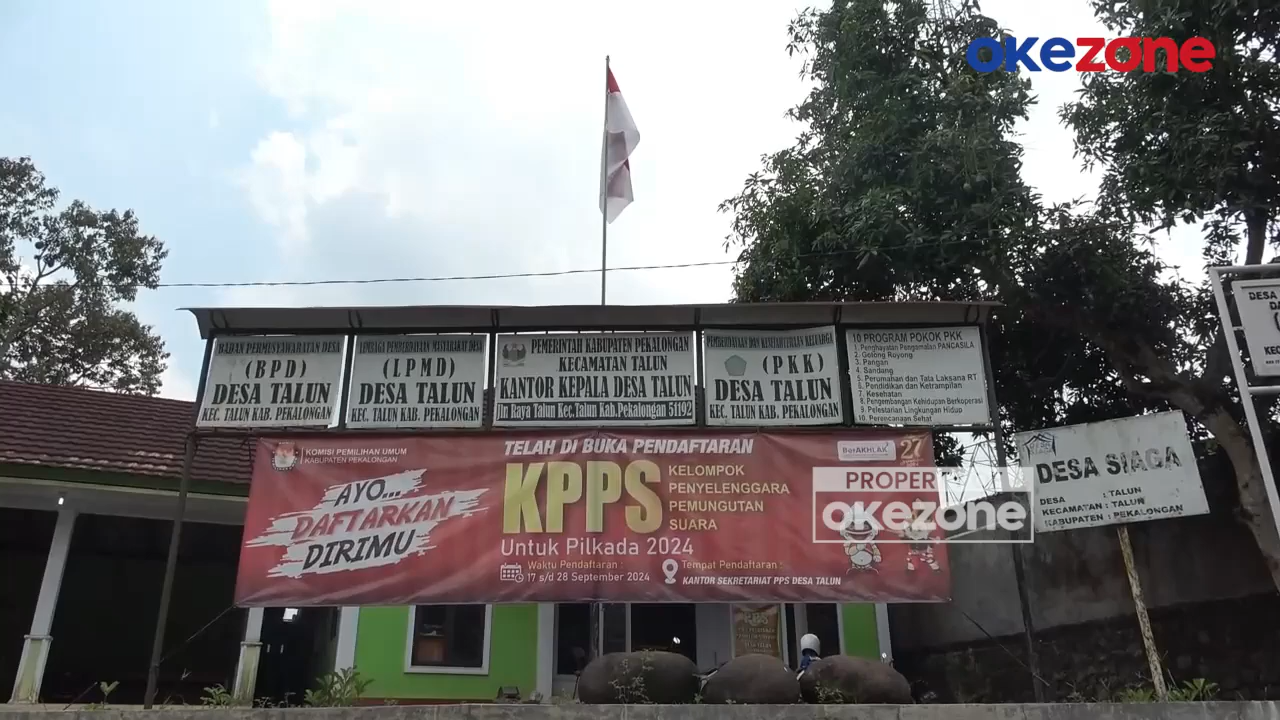 okezone
BADAN PERMUSYAWARATAN DESA
(BPD)
DESA TALUN
KEC. TALUN KAB. PEKALONGAN
LEMBAGA PEMBERDAYAAN MASYARAKAT DESA
(LPMD)
DESA TALUN
KEC. TALUN KAB. PEKALONGAN
PEMERINTAH KABUPATEN PEKALONGAN
KECAMATAN TALUN
KANTOR KEPALA DESA TALUN
Jln Raya Talun Kec.Talun Kab.Pekalongan 51192
PEMBERDAYAAN DAN KESEJAHTERAAN KELUARGA
(PKK)
DESA TALUN
KEC. TALUN KAB. PEKALONGAN
10 PROGRAM POKOK PKK
1. Penghayatan Pengamalan PANCASILA
2. Gotong Royong
3. Pangan
4. Sandang
5. Perumahan dan Tata Laksana RT
6. Pendidikan dan Ketrampilan
7. Kesehatan
8. Pengembangan Kehidupan Berkoperasi
9. Pelestarian Lingkungan Hidup
10. Perencanaan Sehat
KOMISI PEMILIHAN UMUM
KABUPATEN PEKALONGAN
AYO...
DAFTARKAN
DIRIMU
TELAH DI BUKA PENDAFTARAN
KPPS
KELOMPOK
PENYELENGGARA
PEMUNGUTAN
SUARA
Untuk Pilkada 2024
Waktu Pendaftaran :
17 s/d 28 September 2024
Tempat Pendaftaran :
KANTOR SEKRETARIAT PPS DESA TALUN
BerAKHLAK
27
PROPERTY
okezone
DESA SIAGA
DESA : TALUN
KECAMATAN : TALUN
KABUPATEN : PEKALONGAN
DESA